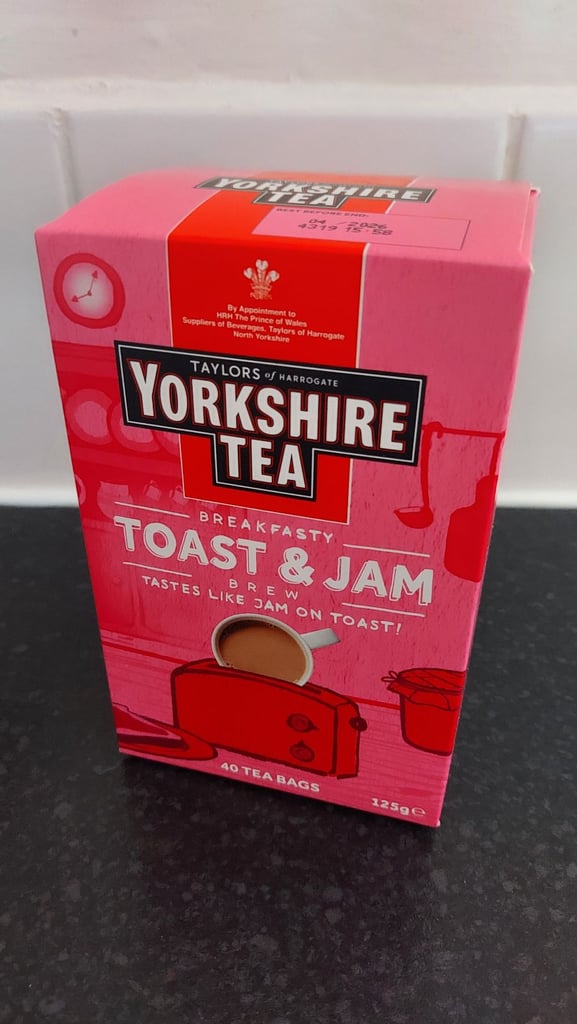 YORKSHIRE
TEA
BEST BEFORE END:
04 /2026
4319 15:58
By Appointment to
HRH The Prince of Wales
Suppliers of Beverages, Taylors of Harrogate
North Yorkshire
TAYLORS of HARROGATE
YORKSHIRE
TEA
BREAKFASTY
TOAST & JAM
BREW
TASTES LIKE JAM ON TOAST!
40 TEA BAGS
125g℮